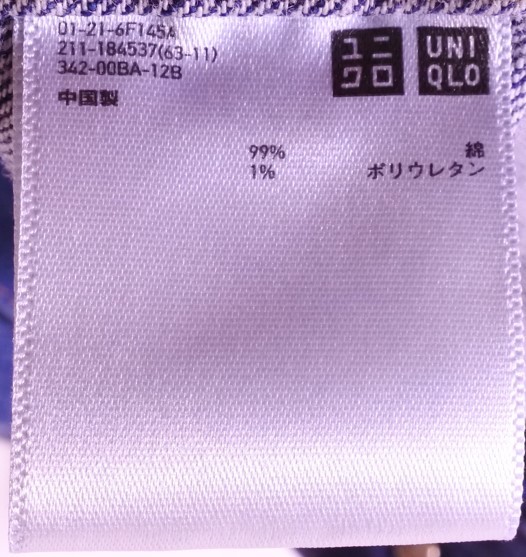 01-21-6F145A
211-184537(63-11)
342-00BA-12B
中国製
ユニ
クロ
UNI
QLO
99% 綿
1% ポリウレタン